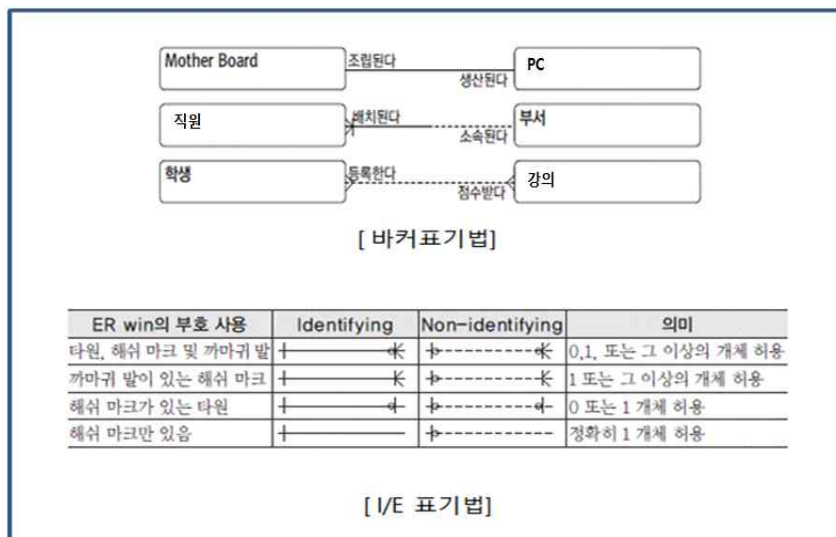 Mother Board 조립된다 생산된다 PC
직원 배치된다 소속된다 부서
학생 등록한다 점수받다 강의
[ 바커표기법]
ER win의 부호 사용 Identifying Non-identifying 의미
타원, 해쉬 마크 및 까마귀 발 0,1, 또는 그 이상의 개체 허용
까마귀 발이 있는 해쉬 마크 1 또는 그 이상의 개체 허용
해쉬 마크가 있는 타원 0 또는 1 개체 허용
해쉬 마크만 있음 정확히 1 개체 허용
[ I/E 표기법]